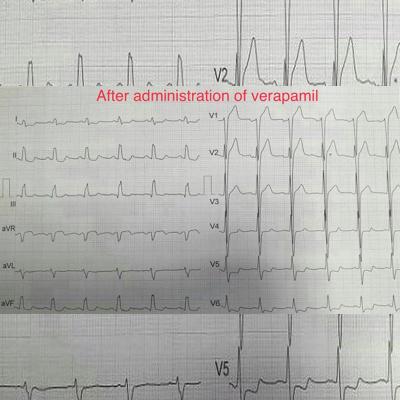 V2
After administration of verapamil
I
V1
II
V2
III
V3
aVR
V4
aVL
V5
aVF
V6
V5